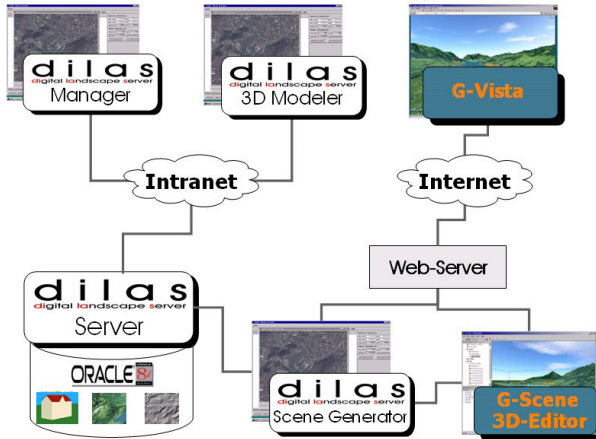 dilas
digital landscape server
Manager
dilas
digital landscape server
3D Modeler
G-Vista
Intranet
Internet
Web-Server
dilas
digital landscape server
Server
ORACLE
8i
dilas
digital landscape server
Scene Generator
G-Scene
3D-Editor